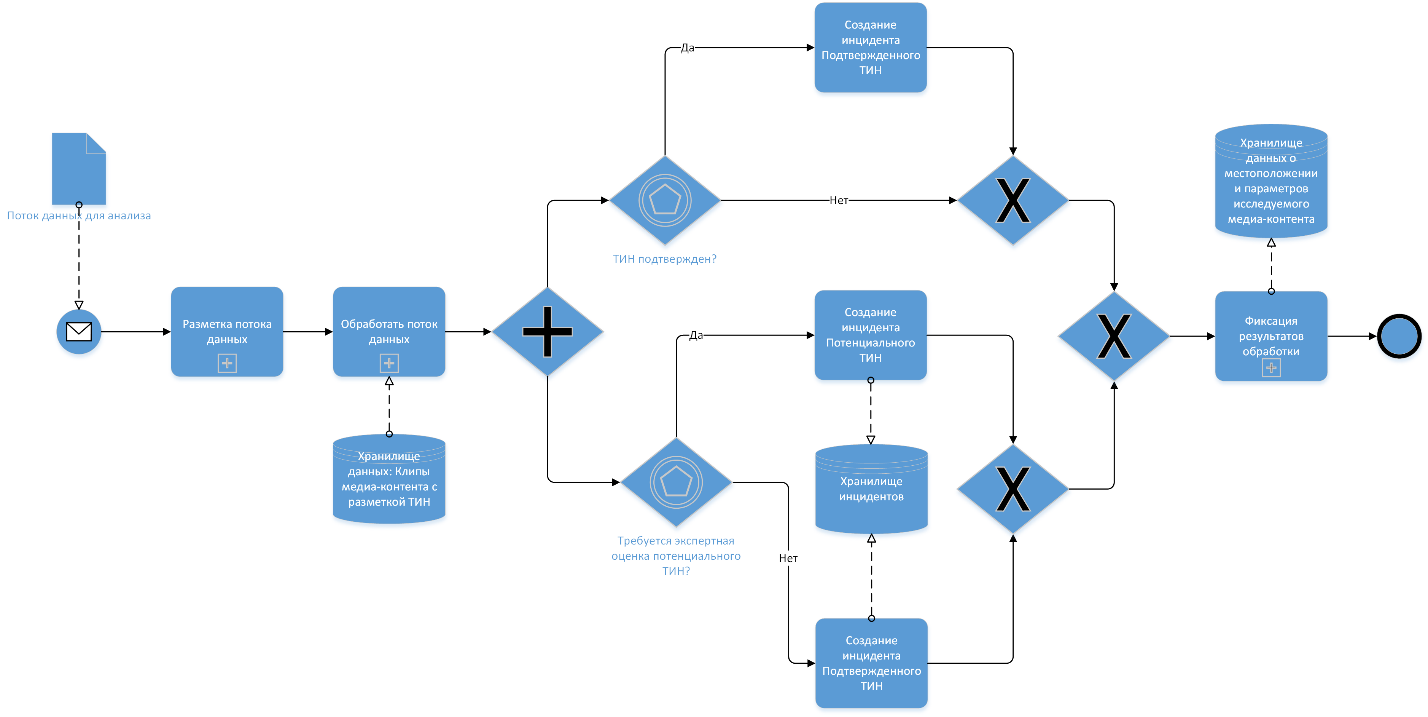 Создание
инцидента
Подтвержденного
ТИН
Да
Поток данных для анализа
Хранилище
данных о
местоположении
и параметров
исследуемого
медиа-контента
Нет
X
ТИН подтвержден?
Разметка потока
данных
Обработать поток
данных
Создание
инцидента
Потенциального
ТИН
Да
X
Фиксация
результатов
обработки
Хранилище
данных: Клипы
медиа-контента с
разметкой ТИН
Хранилище
инцидентов
X
Требуется экспертная
оценка потенциального
ТИН?
Нет
Создание
инцидента
Подтвержденного
ТИН